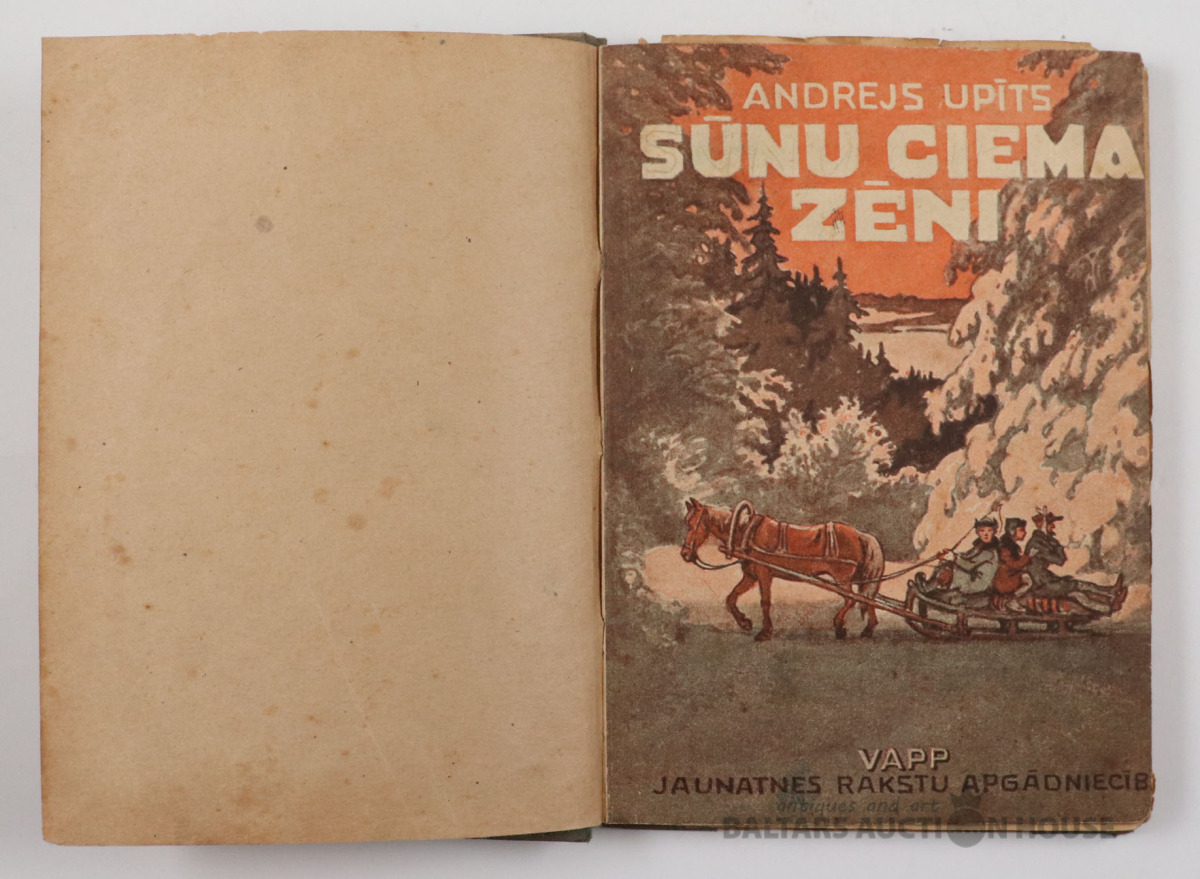 ANDREJS UPĪTS
SŪNU CIEMA
ZĒNI
VAPP
JAUNATNES RAKSTU APGĀDNIECĪB
antiques and art
BALTARS AUCTION HOUSE